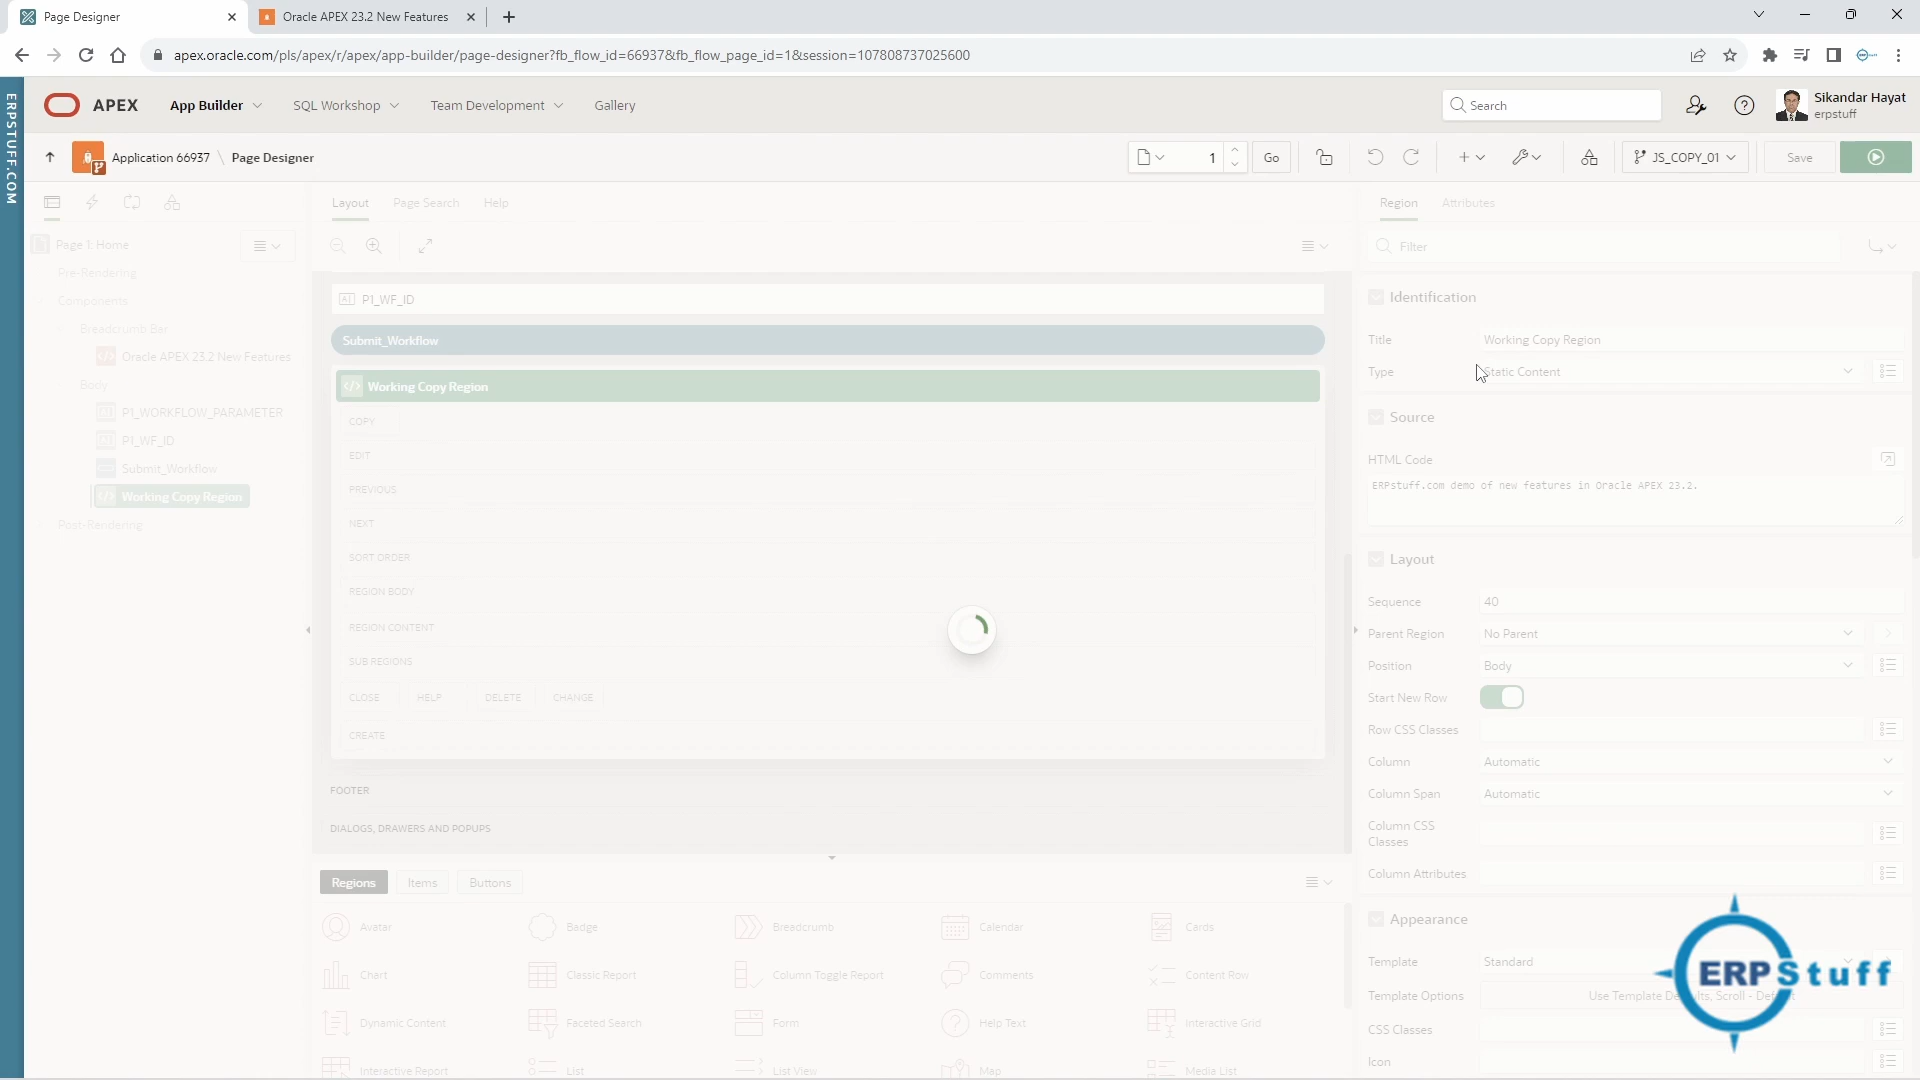 Page Designer
Oracle APEX 23.2 New Features
apex.oracle.com/pls/apex/r/apex/app-builder/page-designer?fb_flow_id=66937&fb_flow_page_id=1&session=107808737025600
ERPSTUFF.COM
APEX
App Builder
SQL Workshop
Team Development
Gallery
Search
Sikandar Hayat
erpstuff
Application 66937
Page Designer
1
Go
JS_COPY_01
Save
Layout
Page Search
Help
Region
Attributes
Page 1: Home
Pre-Rendering
Components
Breadcrumb Bar
Oracle APEX 23.2 New Features
Body
P1_WORKFLOW_PARAMETER
P1_WF_ID
Submit_Workflow
Working Copy Region
Post-Rendering
P1_WF_ID
Submit_Workflow
Working Copy Region
COPY
EDIT
PREVIOUS
NEXT
SORT ORDER
REGION BODY
REGION CONTENT
SUB REGIONS
CLOSE
HELP
DELETE
CHANGE
CREATE
FOOTER
DIALOGS, DRAWERS AND POPUPS
Regions
Items
Buttons
Avatar
Badge
Breadcrumb
Calendar
Cards
Chart
Classic Report
Column Toggle Report
Comments
Content Row
Dynamic Content
Faceted Search
Form
Help Text
Interactive Grid
Interactive Report
List
List View
Map
Media List
Filter
Identification
Title
Working Copy Region
Type
Static Content
Source
HTML Code
ERPstuff.com demo of new features in Oracle APEX 23.2.
Layout
Sequence
40
Parent Region
No Parent
Position
Body
Start New Row
Row CSS Classes
Column
Automatic
Column Span
Automatic
Column CSS
Classes
Column Attributes
Appearance
Template
Standard
Template Options
Use Template Defaults, Scroll - Default
CSS Classes
Icon
ERPStuff